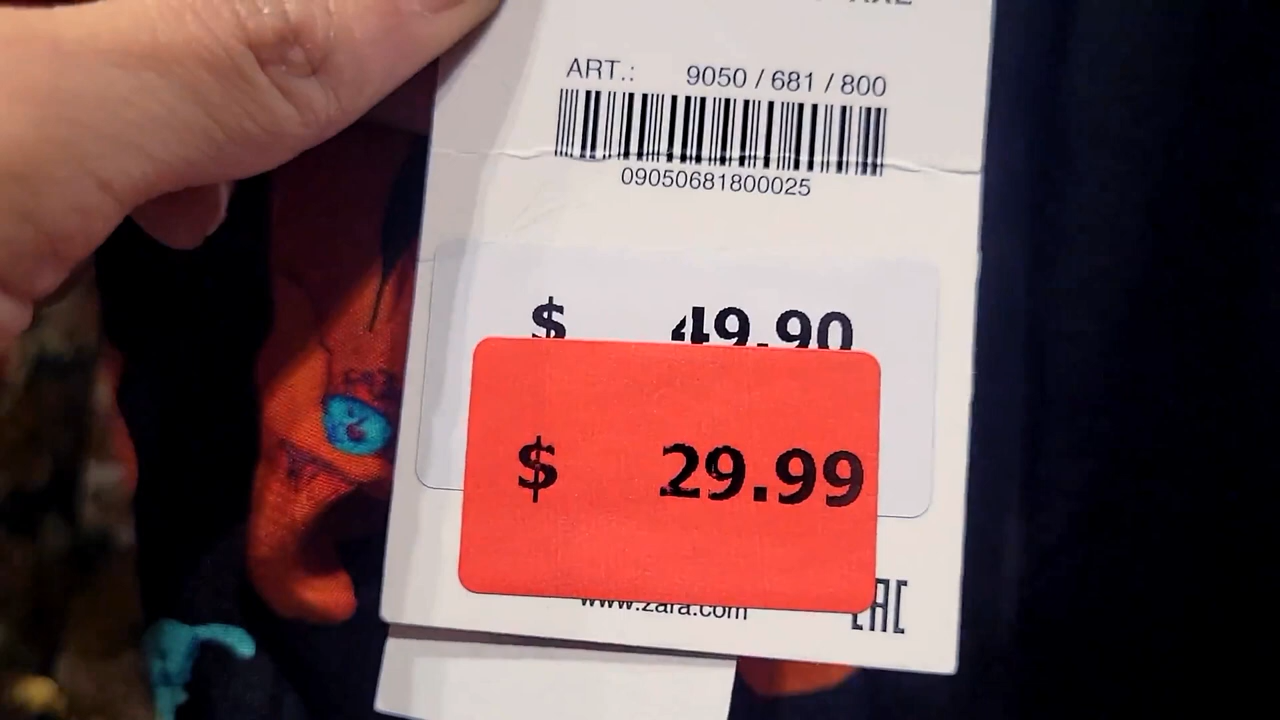 ART.: 9050 / 681 / 800
09050681800025
$ 49.90
$ 29.99
www.zara.com
EAC